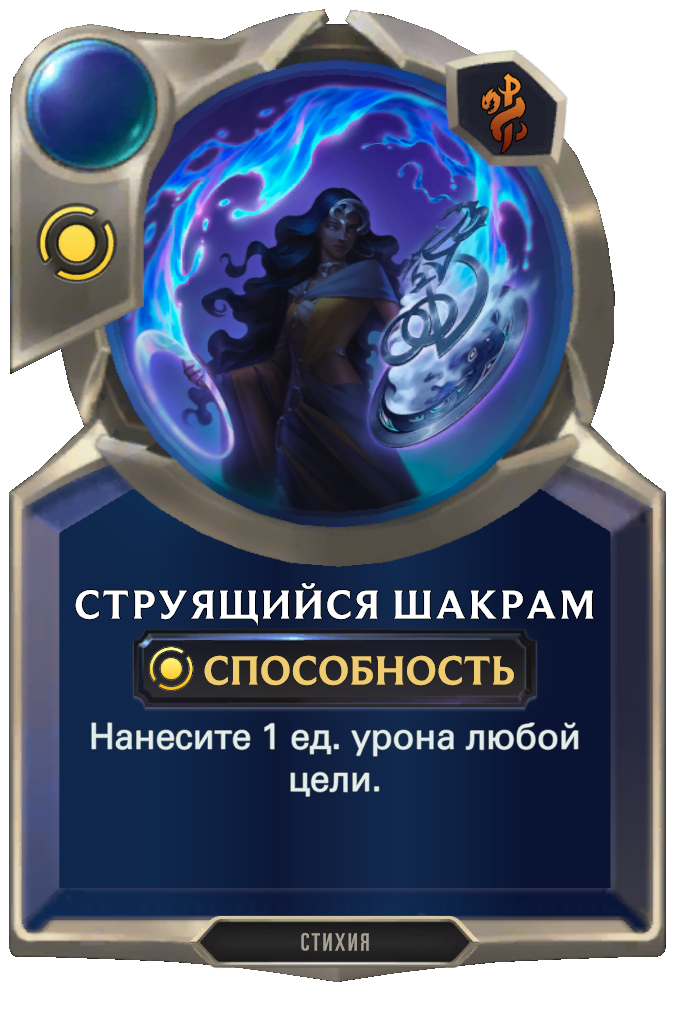 СТРУЯЩИЙСЯ ШАКРАМ
СПОСОБНОСТЬ
Нанесите 1 ед. урона любой
цели.
СТИХИЯ